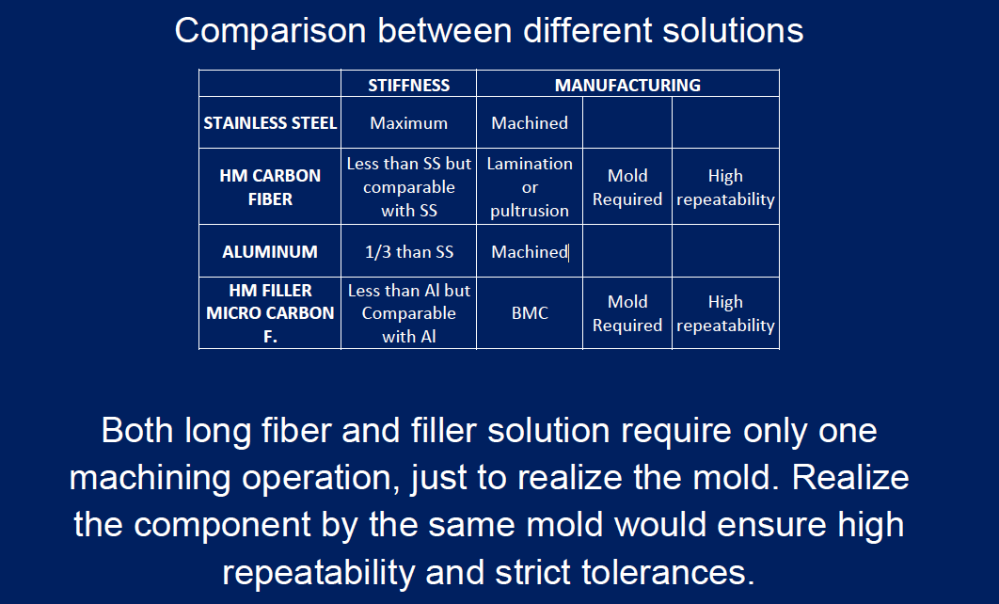 Comparison between different solutions
STIFFNESS MANUFACTURING
STAINLESS STEEL Maximum Machined
HM CARBON FIBER Less than SS but comparable with SS Lamination or pultrusion Mold Required High repeatability
ALUMINUM 1/3 than SS Machined
HM FILLER MICRO CARBON F. Less than Al but Comparable with Al BMC Mold Required High repeatability
Both long fiber and filler solution require only one
machining operation, just to realize the mold. Realize
the component by the same mold would ensure high
repeatability and strict tolerances.